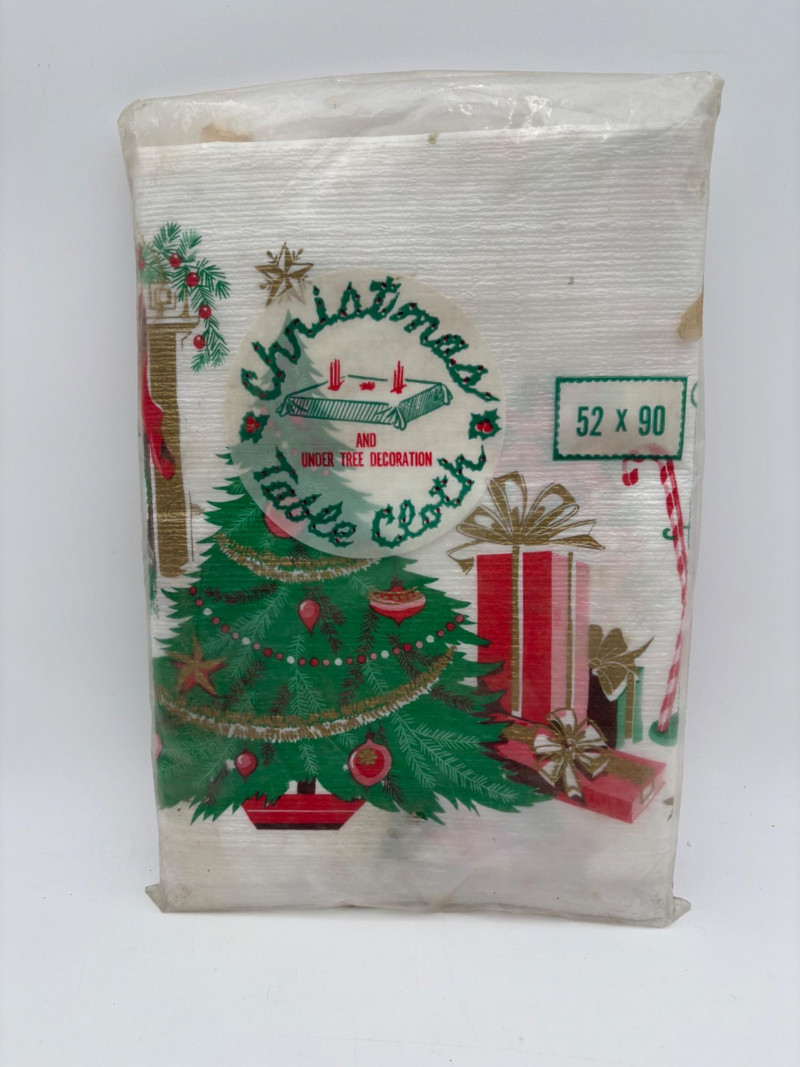 Christmas
AND
UNDER TREE DECORATION
Table Cloth
52 x 90